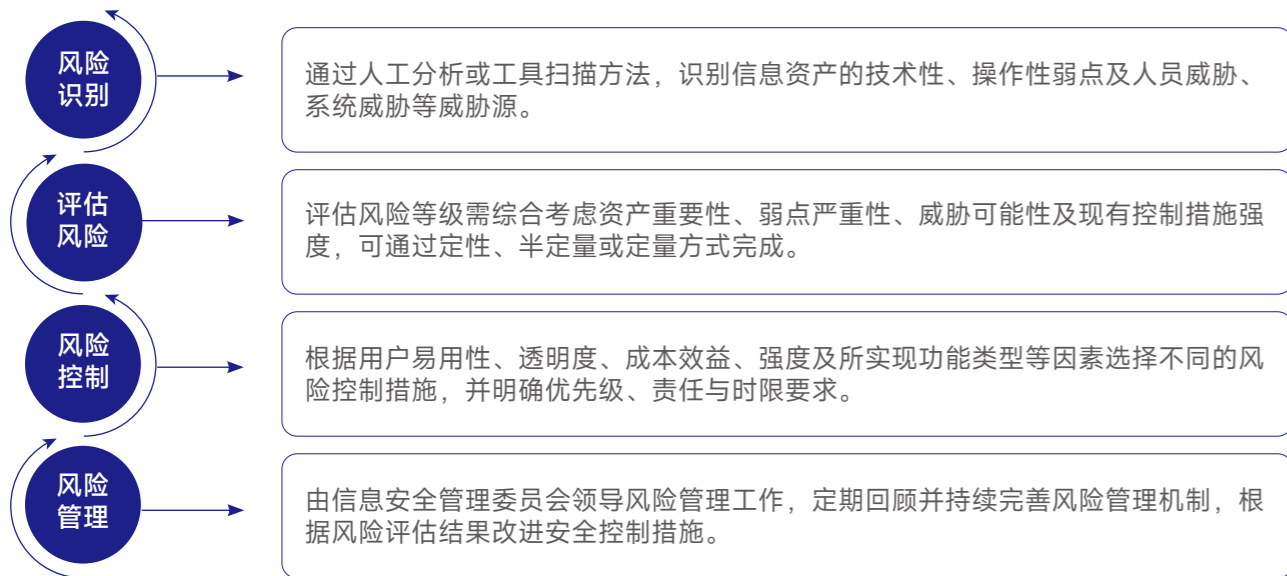 风险
识别
通过人工分析或工具扫描方法，识别信息资产的技术性、操作性弱点及人员威胁、
系统威胁等威胁源。
评估
风险
评估风险等级需综合考虑资产重要性、弱点严重性、威胁可能性及现有控制措施强
度，可通过定性、半定量或定量方式完成。
风险
控制
根据用户易用性、透明度、成本效益、强度及所实现功能类型等因素选择不同的风
险控制措施，并明确优先级、责任与时限要求。
风险
管理
由信息安全管理委员会领导风险管理工作，定期回顾并持续完善风险管理机制，根
据风险评估结果改进安全控制措施。